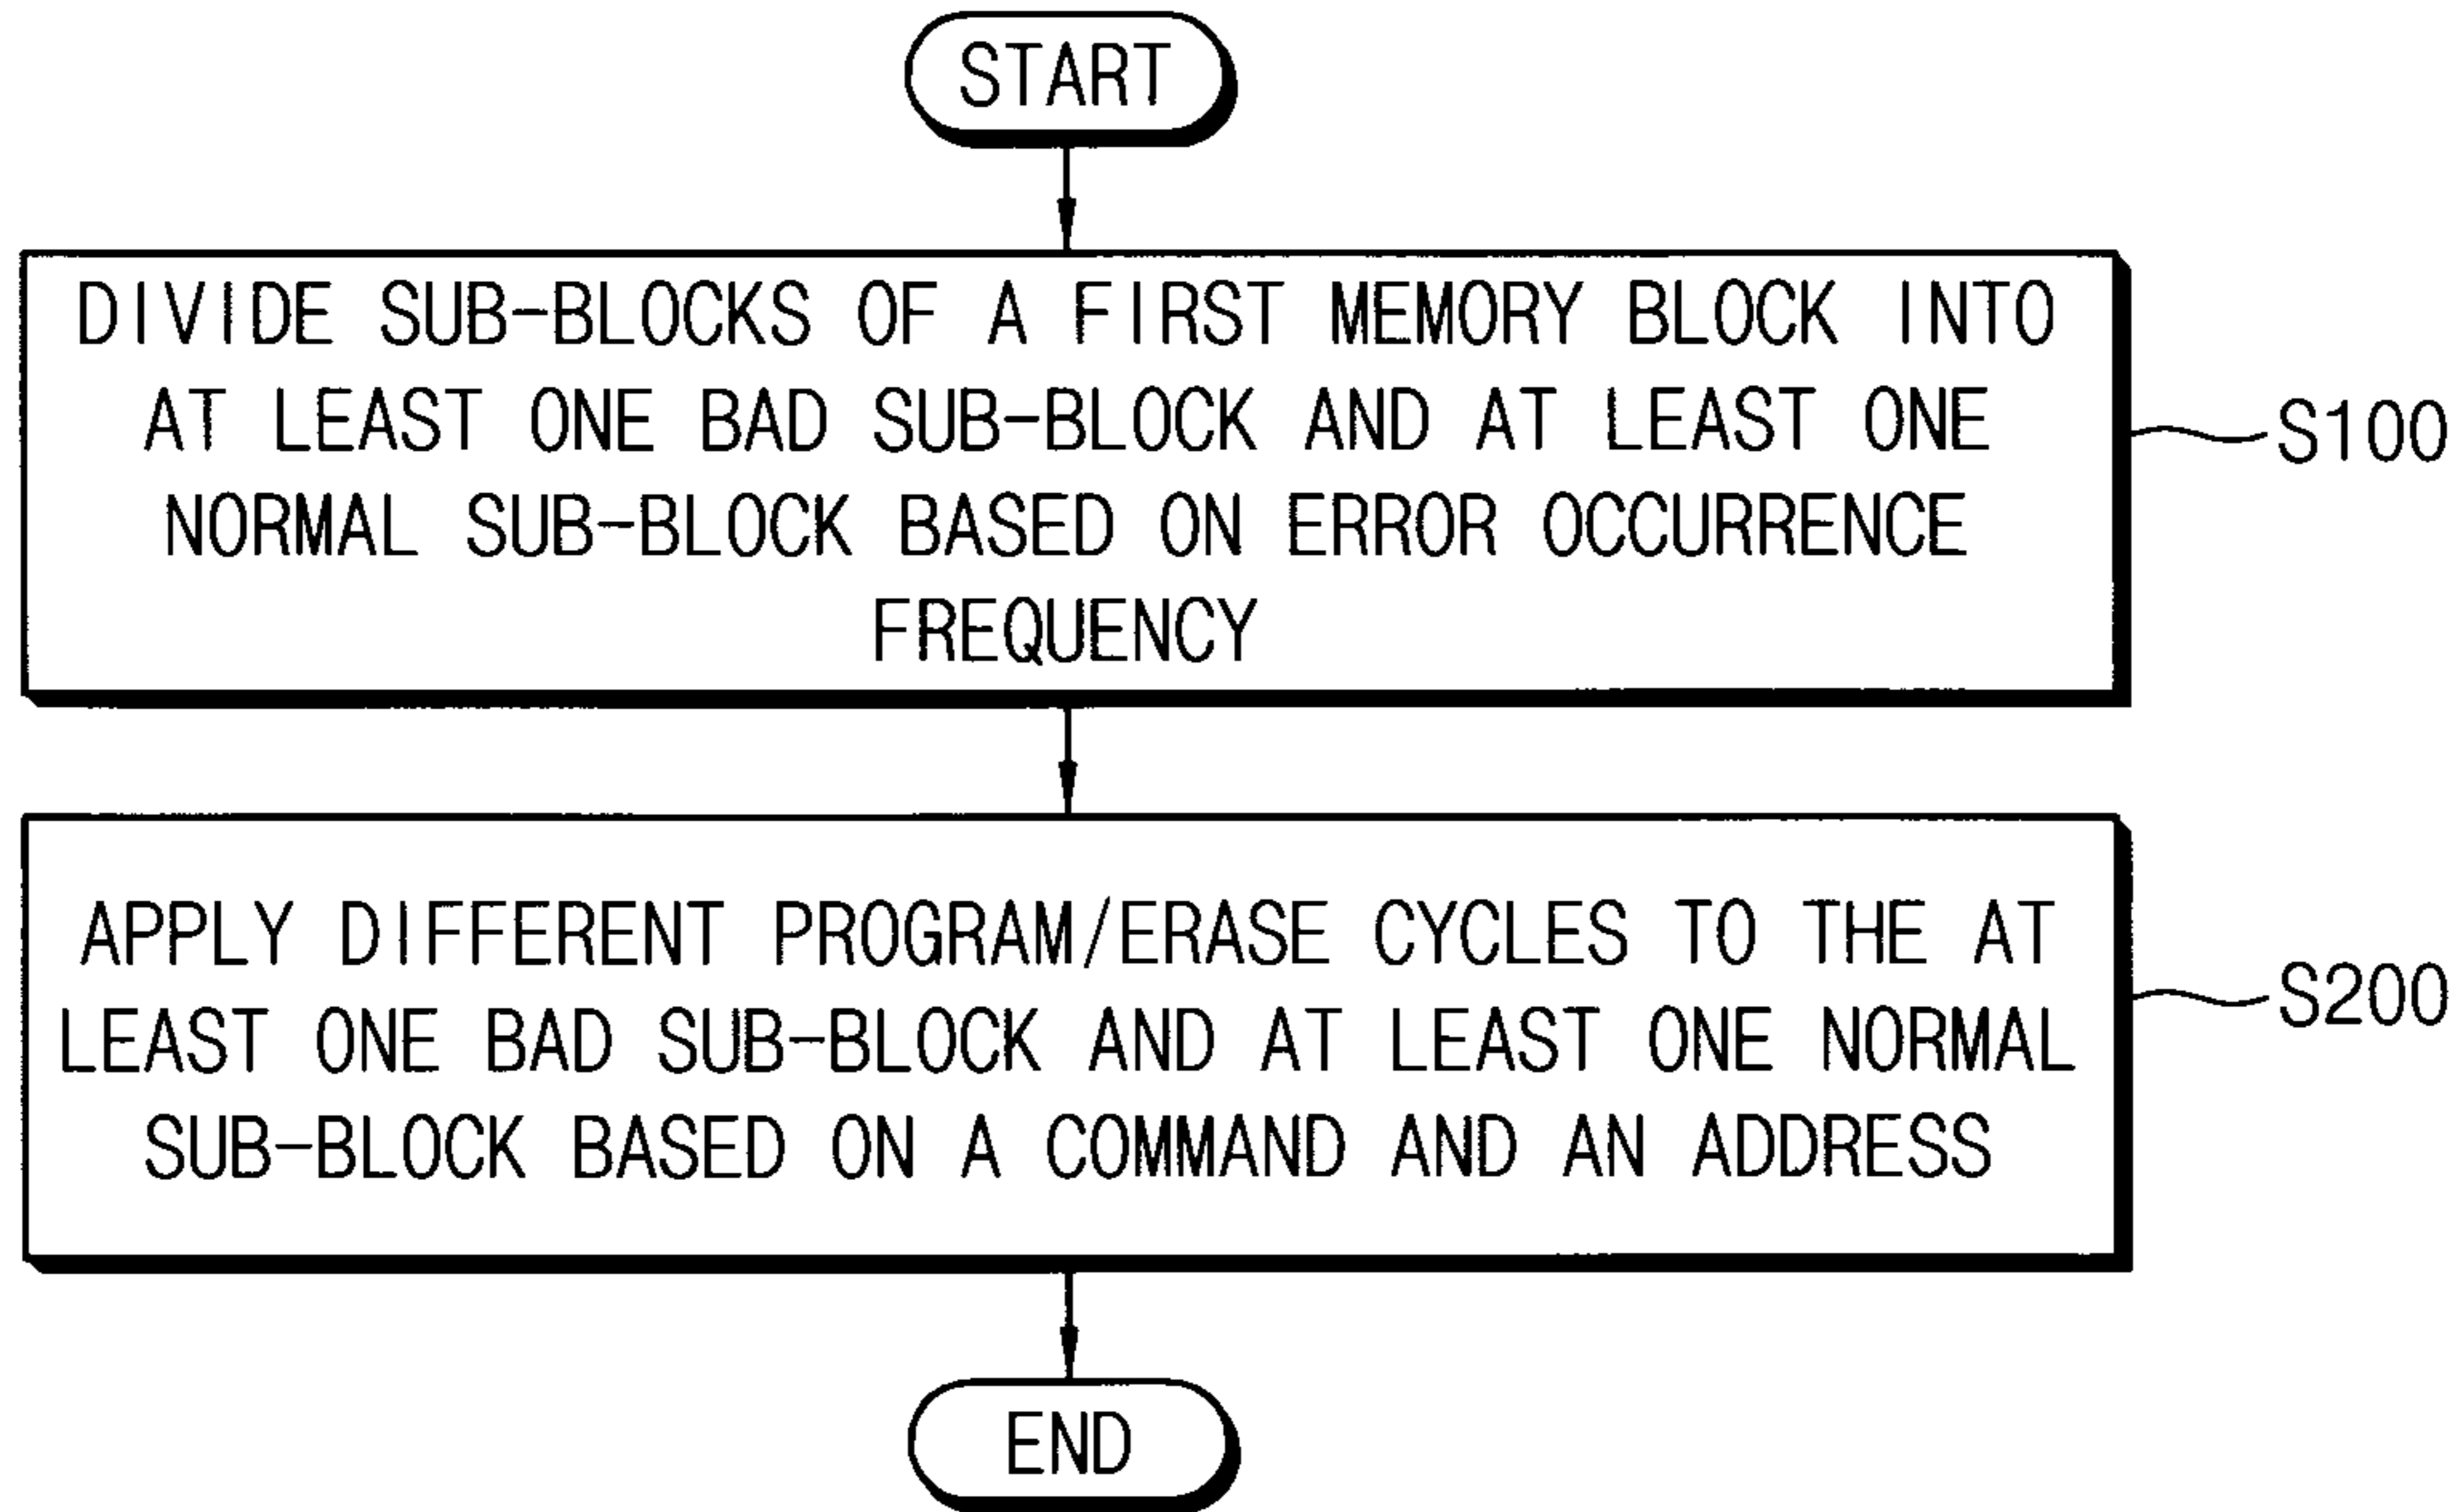 START
DIVIDE SUB-BLOCKS OF A FIRST MEMORY BLOCK INTO
AT LEAST ONE BAD SUB-BLOCK AND AT LEAST ONE
NORMAL SUB-BLOCK BASED ON ERROR OCCURRENCE
FREQUENCY
S100
APPLY DIFFERENT PROGRAM/ERASE CYCLES TO THE AT
LEAST ONE BAD SUB-BLOCK AND AT LEAST ONE NORMAL
SUB-BLOCK BASED ON A COMMAND AND AN ADDRESS
S200
END